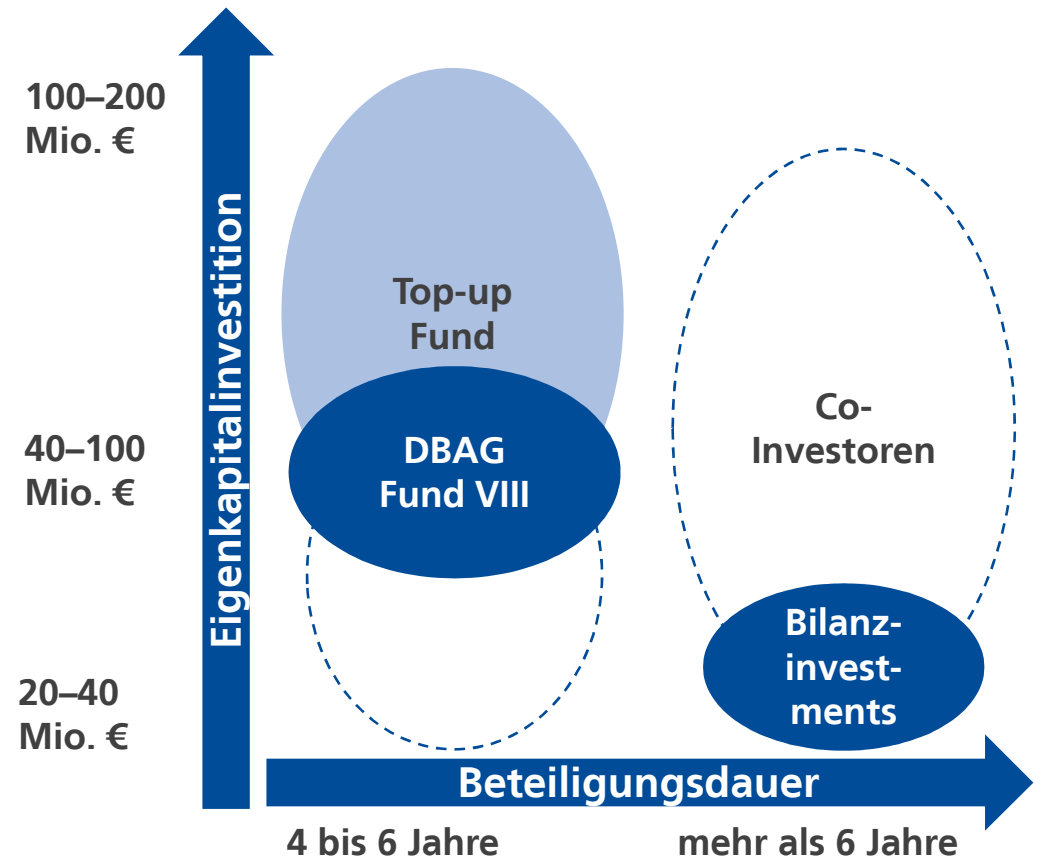 100–200
Mio. €
40–100
Mio. €
20–40
Mio. €
Eigenkapitalinvestition
Top-up
Fund
DBAG
Fund VIII
Co-
Investoren
Bilanz-
invest-
ments
Beteiligungsdauer
4 bis 6 Jahre
mehr als 6 Jahre